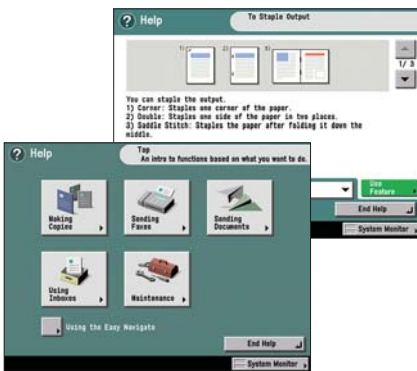 Help
To Staple Output
1)
2)
3)
1/ 3
You can staple the output.
1) Corner: Staples one corner of the paper.
2) Double: Staples one side of the paper in two places.
3) Saddle Stitch: Staples the paper after folding it down the
middle.
Use
Feature
End Help
System Monitor
Help
Top
An intro to functions based on what you want to do.
Making
Copies
Sending
Faxes
Sending
Documents
Using
Inboxes
Maintenance
Using the Easy Navigate
End Help
System Monitor